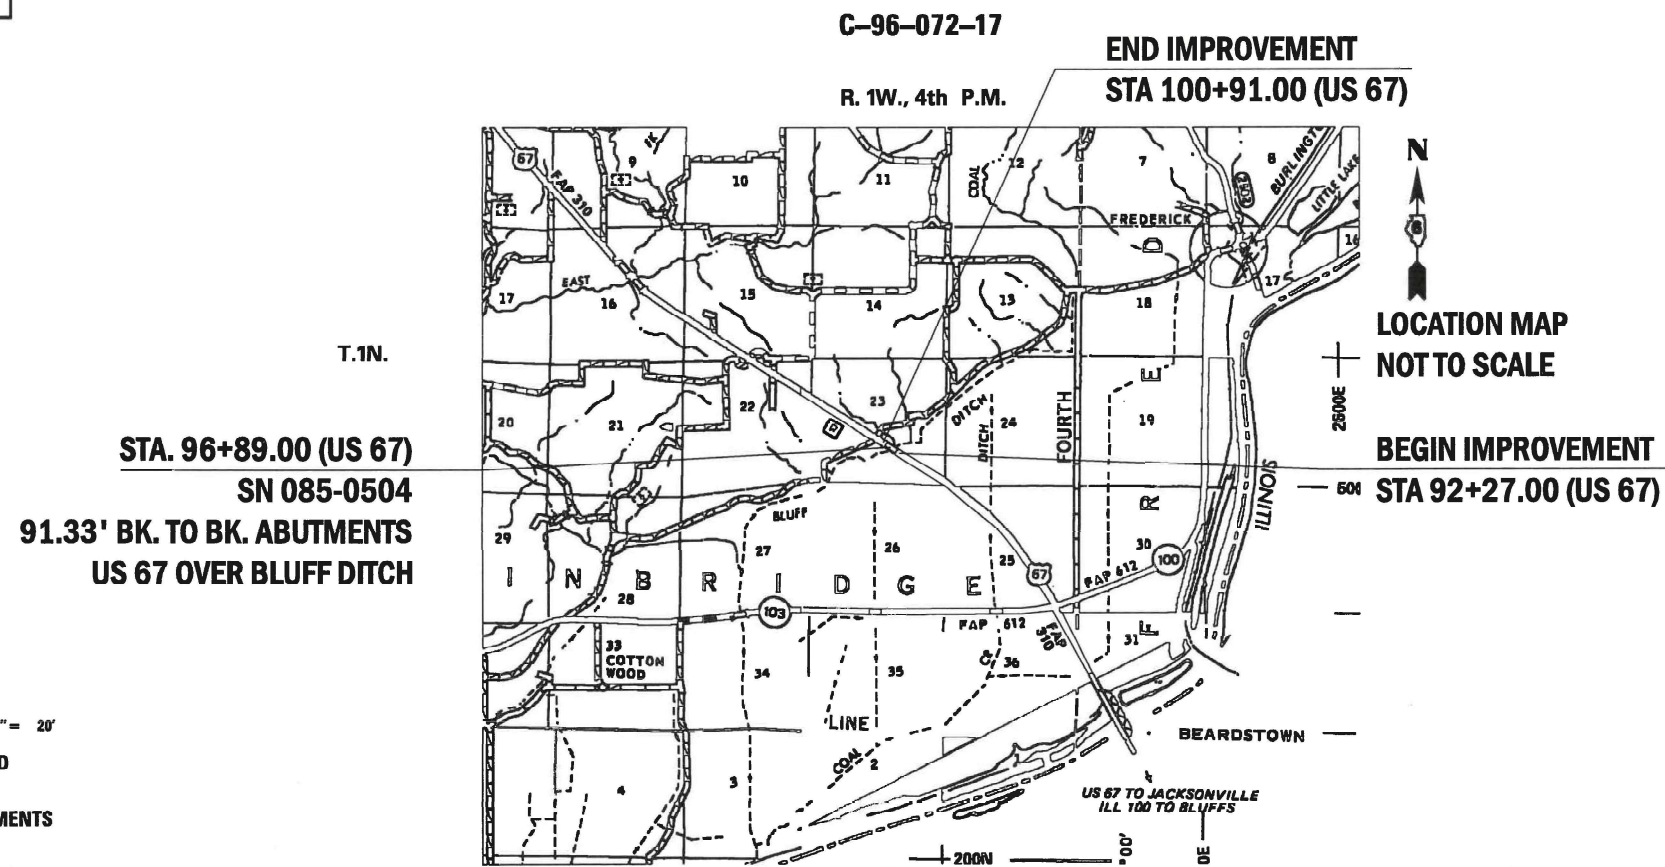 C-96-072-17
END IMPROVEMENT
STA 100+91.00 (US 67)
R. 1W., 4th P.M.
N
6
LOCATION MAP
NOT TO SCALE
T.1N.
STA. 96+89.00 (US 67)
SN 085-0504
91.33' BK. TO BK. ABUTMENTS
US 67 OVER BLUFF DITCH
BEGIN IMPROVEMENT
STA 92+27.00 (US 67)
2600E
67
FAP 310
9
10
11
COAL
12
7
8
BURLINGTO
LITTLE LAKE
FREDERICK
16
17
EAST
16
15
14
13
18
17
20
21
22
23
DITCH
DITCH
24
FOURTH
19
ILLINOIS
29
BLUFF
27
26
25
30
100
67
FAP 612
I N B R I D G E
F R E D
28
103
FAP 612
FAP 310
31
33
COTTON
WOOD
34
35
36
LINE
COAL
2
3
4
BEARDSTOWN
US 67 TO JACKSONVILLE
ILL 100 TO BLUFFS
200N
"= 20'
D
MENTS